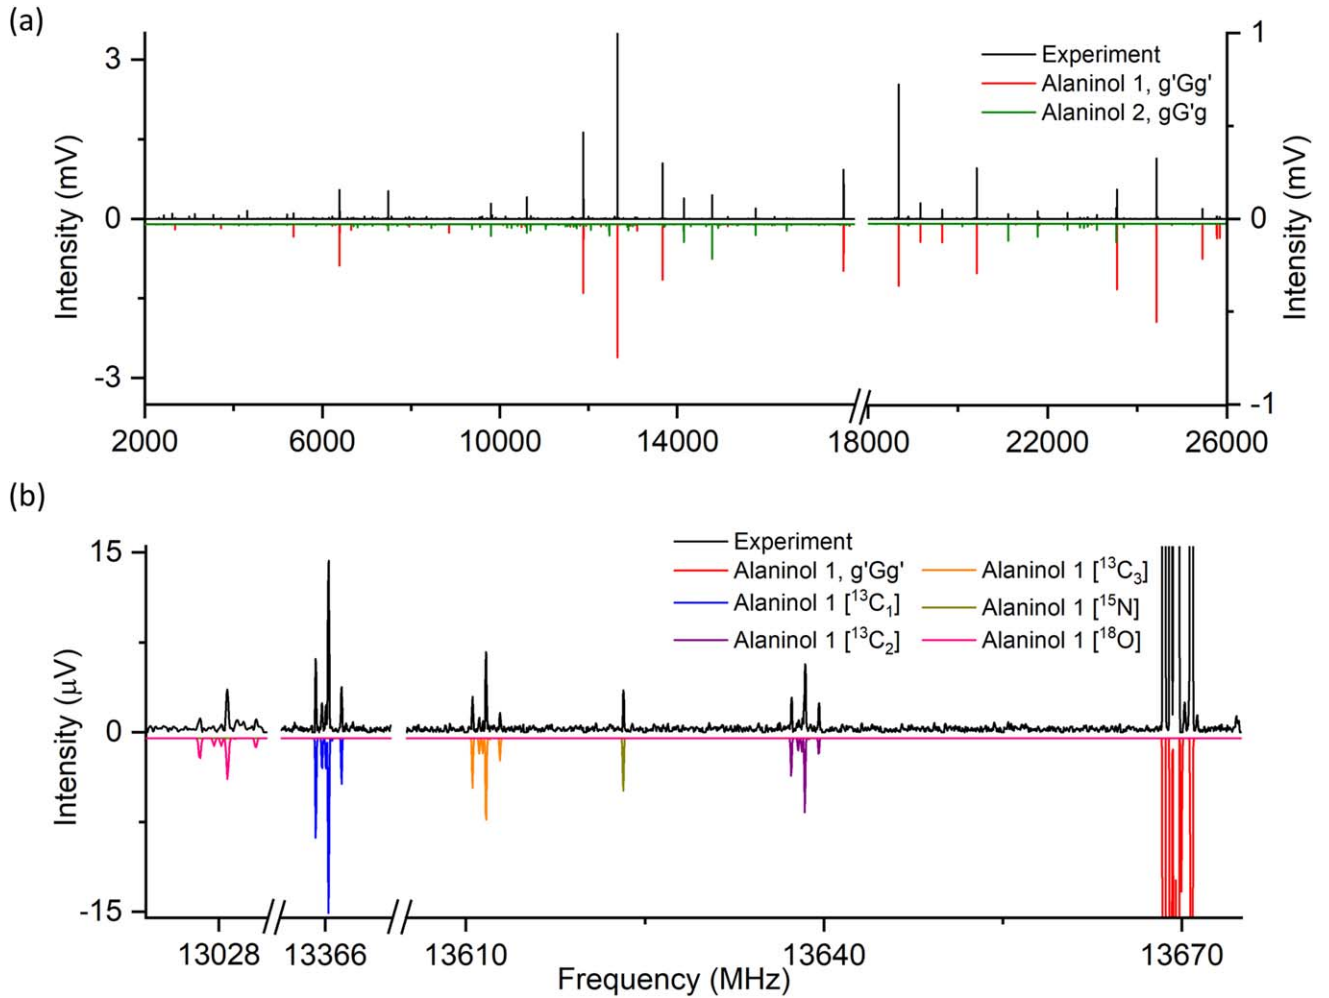 (a)
3
0
-3
Intensity (mV)
1
0
-1
Intensity (mV)
Experiment
Alaninol 1, g'Gg'
Alaninol 2, gG'g
2000 6000 10000 14000 18000 22000 26000
(b)
15
0
-15
Intensity (μV)
Experiment
Alaninol 1, g'Gg'
Alaninol 1 [¹³C₁]
Alaninol 1 [¹³C₂]
Alaninol 1 [¹³C₃]
Alaninol 1 [¹⁵N]
Alaninol 1 [¹⁸O]
13028 13366 13610 13640 13670
Frequency (MHz)